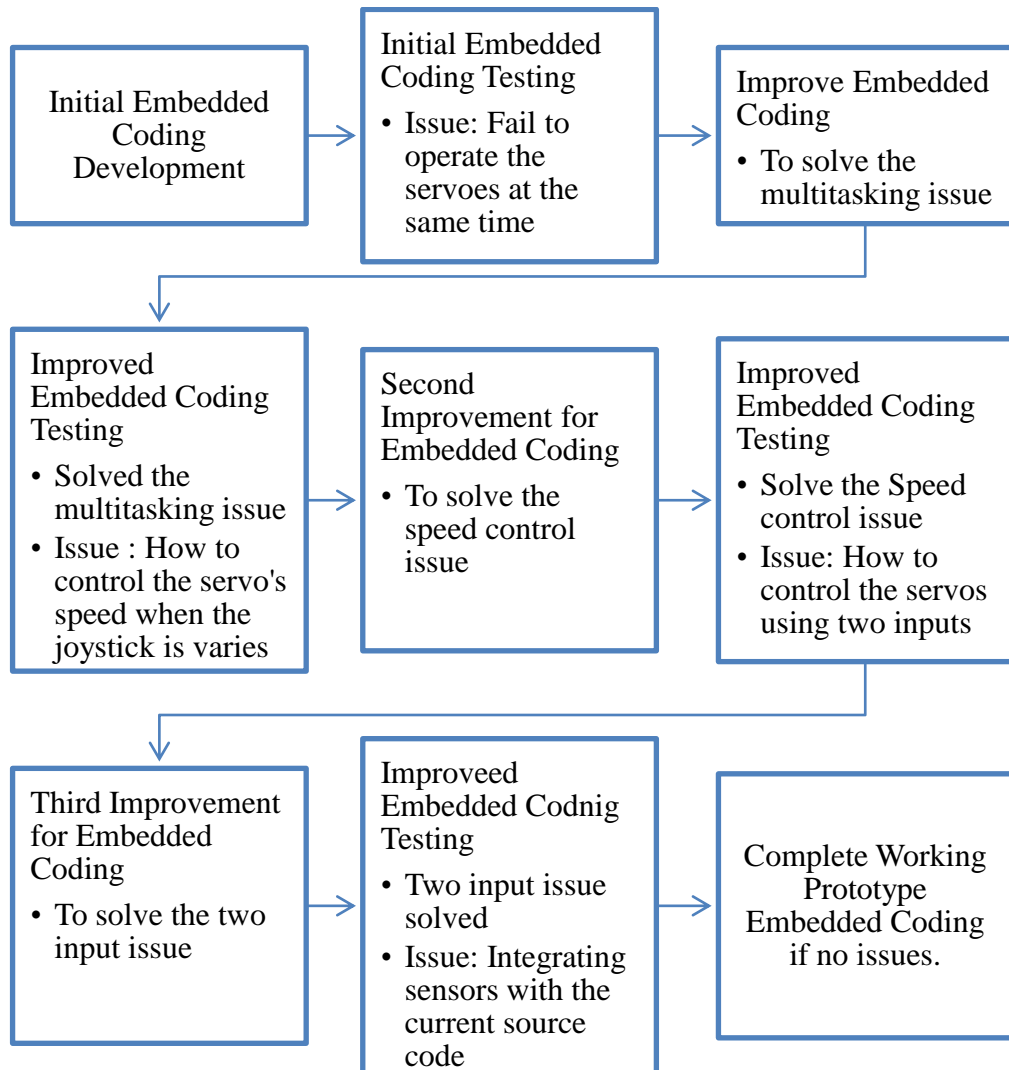 Initial Embedded
Coding
Development
Initial Embedded
Coding Testing
• Issue: Fail to
operate the
servoes at the
same time
Improve Embedded
Coding
• To solve the
multitasking issue
Improved
Embedded Coding
Testing
• Solved the
multitasking issue
• Issue : How to
control the servo's
speed when the
joystick is varies
Second
Improvement for
Embedded Coding
• To solve the
speed control
issue
Improved
Embedded Coding
Testing
• Solve the Speed
control issue
• Issue: How to
control the servos
using two inputs
Third Improvement
for Embedded
Coding
• To solve the two
input issue
Improveed
Embedded Codnig
Testing
• Two input issue
solved
• Issue: Integrating
sensors with the
current source
code
Complete Working
Prototype
Embedded Coding
if no issues.